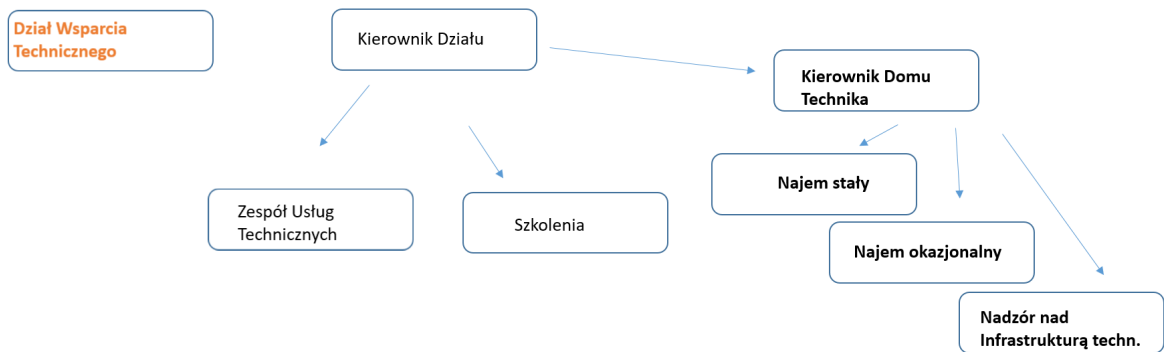 Dział Wsparcia
Technicznego
Kierownik Działu
Kierownik Domu
Technika
Zespół Usług
Technicznych
Szkolenia
Najem stały
Najem okazjonalny
Nadzór nad
Infrastrukturą techn.